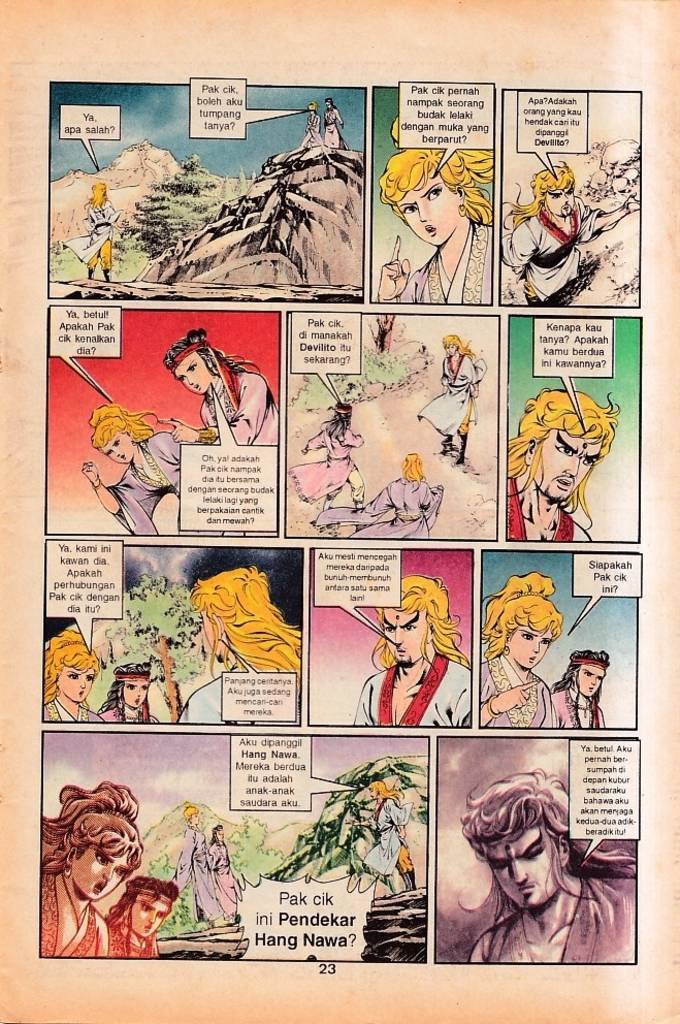 Pak cik,
boleh aku
tumpang
tanya?
Ya,
apa salah?
Pak cik pernah
nampak seorang
budak lelaki
dengan muka yang
berparut?
Apa?Adakah
orang yang kau
hendak cari itu
dipanggil
Devilito?
Ya, betul!
Apakah Pak
cik kenalkan
dia?
Oh, ya! adakah
Pak cik nampak
dia itu bersama
dengan seorang budak
lelaki lagi yang
berpakaian cantik
dan mewah?
Pak cik,
di manakah
Devilito itu
sekarang?
Kenapa kau
tanya? Apakah
kamu berdua
ini kawannya?
Ya, kami ini
kawan dia.
Apakah
perhubungan
Pak cik dengan
dia itu?
Panjang ceritanya.
Aku juga sedang
mencari-cari
mereka.
Aku mesti mencegah
mereka daripada
bunuh-membunuh
antara satu sama
lain!
Siapakah
Pak cik
ini?
Aku dipanggil
Hang Nawa.
Mereka berdua
itu adalah
anak-anak
saudara aku.
Pak cik
ini Pendekar
Hang Nawa?
Ya, betul. Aku
pernah ber-
sumpah di
depan kubur
saudaraku
bahawa aku
akan menjaga
kedua-dua adik-
beradik itu!
23